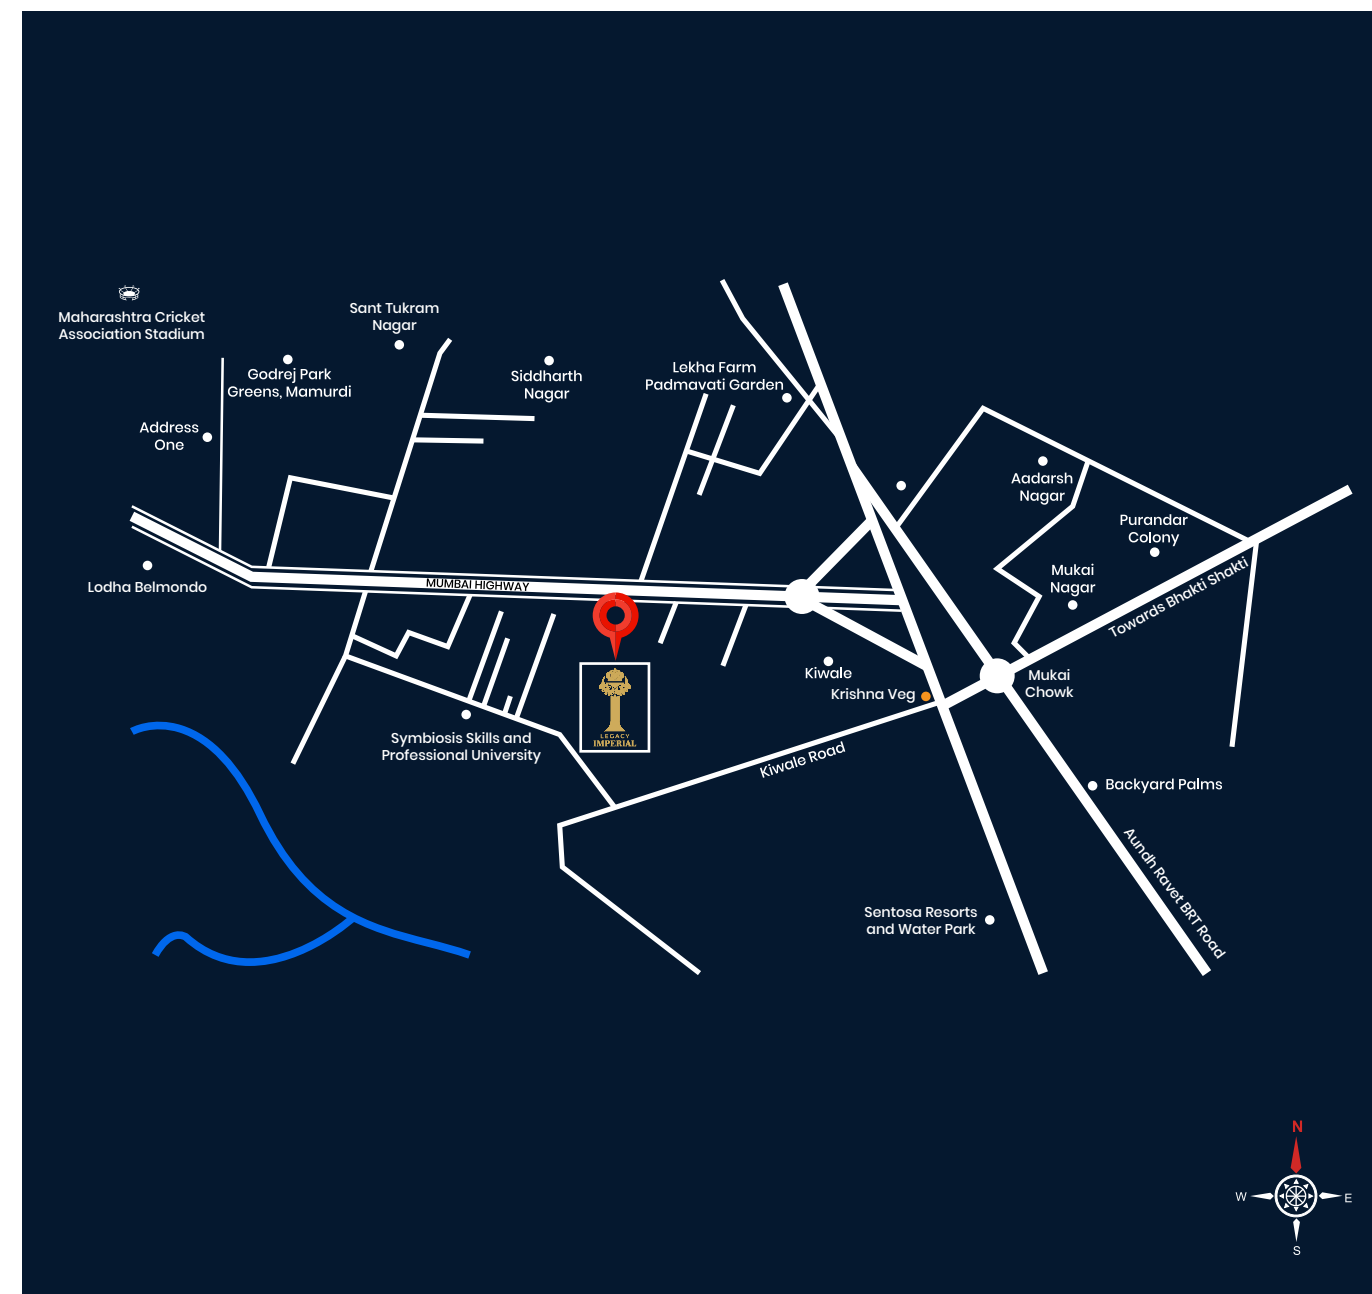 Maharashtra Cricket
Association Stadium
Sant Tukram
Nagar
Godrej Park
Greens, Mamurdi
Siddharth
Nagar
Lekha Farm
Padmavati Garden
Address
One
Aadarsh
Nagar
Purandar
Colony
Mukai
Nagar
Lodha Belmondo
MUMBAI HIGHWAY
Towards Bhakti Shakti
Kiwale
Krishna Veg
Mukai
Chowk
LEGACY
IMPERIAL
Symbiosis Skills and
Professional University
Kiwale Road
Backyard Palms
Aundh Ravet BRT Road
Sentosa Resorts
and Water Park
N
W
E
S